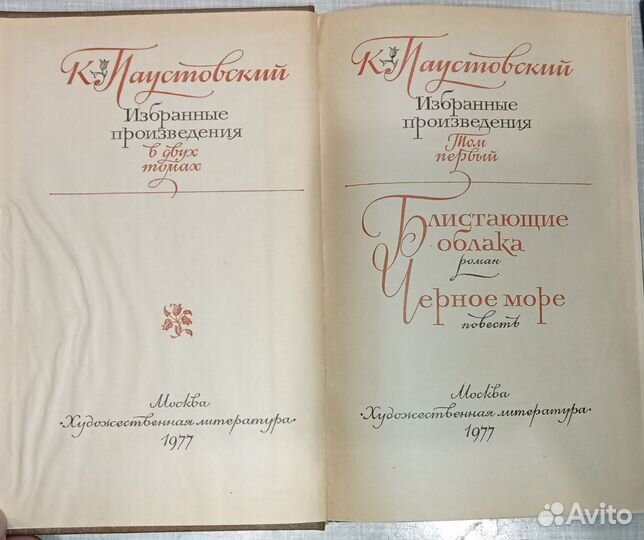 К Паустовский
Избранные
произведения
в двух
томах
Москва
·Художественная литература·
1977
К Паустовский
Избранные
произведения
Том
первый
Блистающие
облака
роман
Черное море
повесть
Москва
·Художественная литература·
1977
Avito